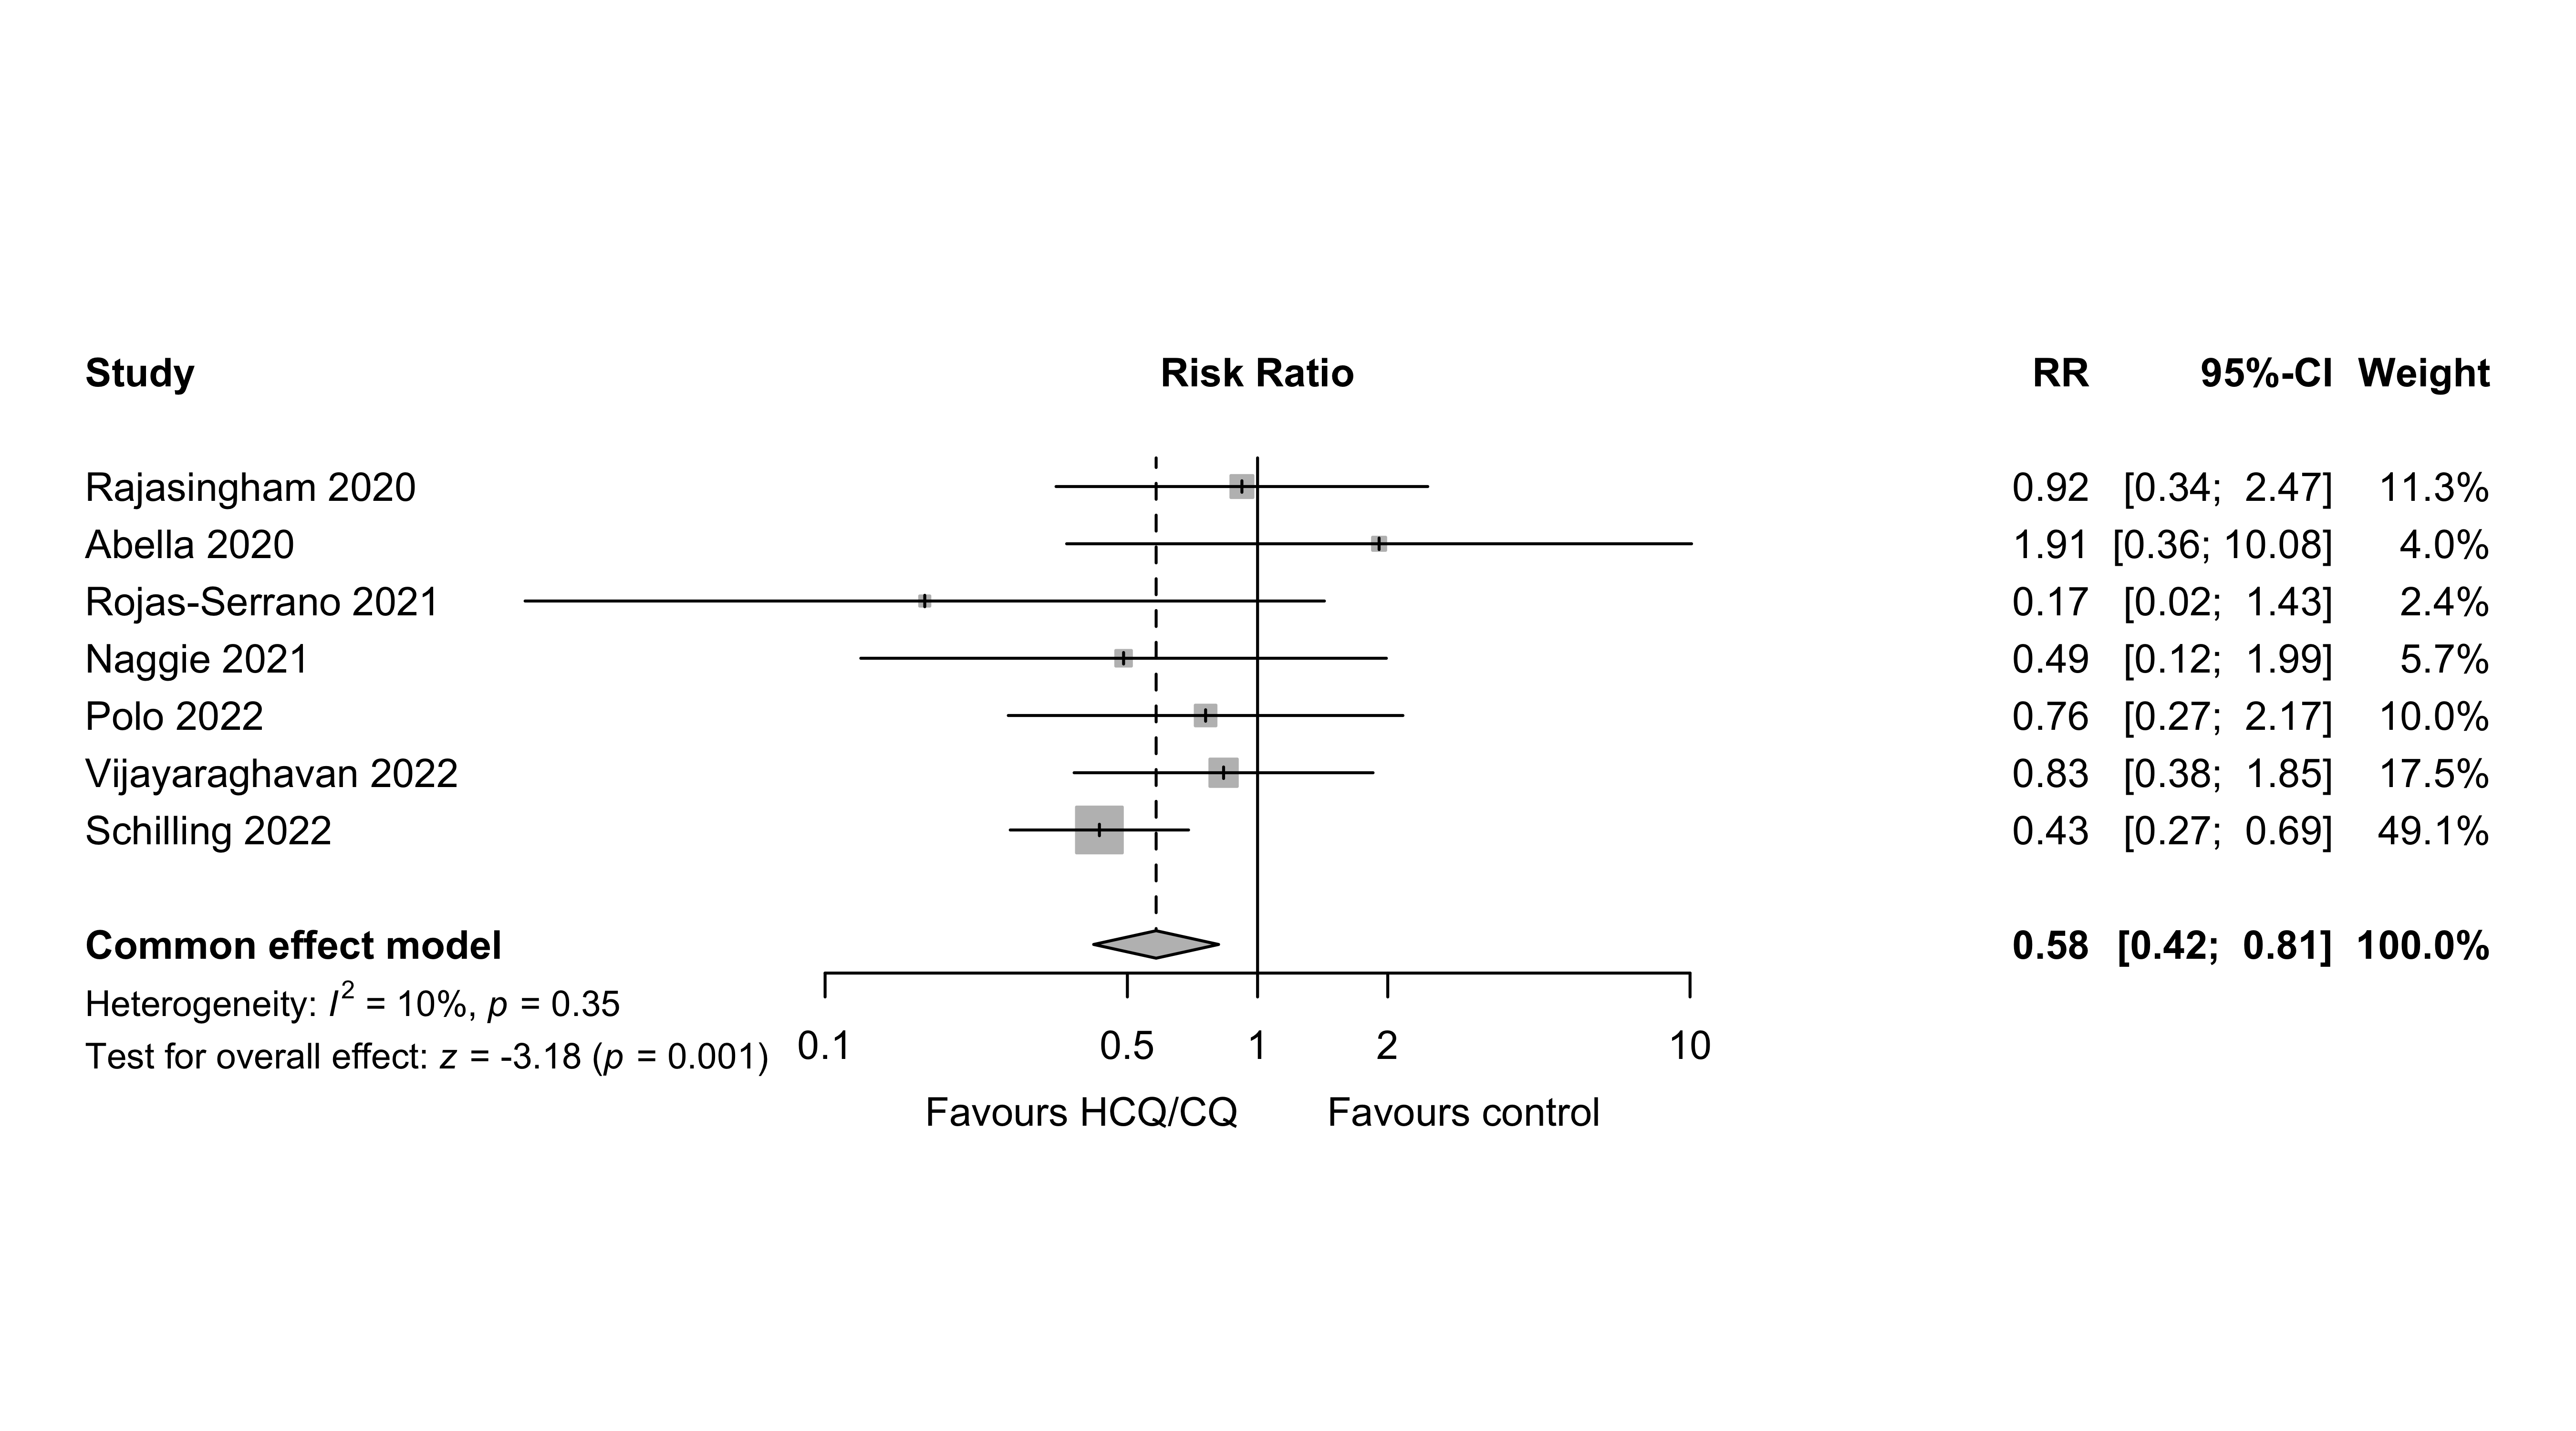 Study Risk Ratio RR 95%-CI Weight
Rajasingham 2020 0.92 [0.34; 2.47] 11.3%
Abella 2020 1.91 [0.36; 10.08] 4.0%
Rojas-Serrano 2021 0.17 [0.02; 1.43] 2.4%
Naggie 2021 0.49 [0.12; 1.99] 5.7%
Polo 2022 0.76 [0.27; 2.17] 10.0%
Vijayaraghavan 2022 0.83 [0.38; 1.85] 17.5%
Schilling 2022 0.43 [0.27; 0.69] 49.1%
Common effect model 0.58 [0.42; 0.81] 100.0%
Heterogeneity: I² = 10%, p = 0.35
Test for overall effect: z = -3.18 (p = 0.001)
0.1 0.5 1 2 10
Favours HCQ/CQ Favours control